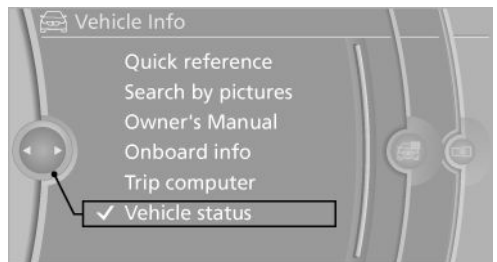 Vehicle Info
Quick reference
Search by pictures
Owner's Manual
Onboard info
Trip computer
Vehicle status